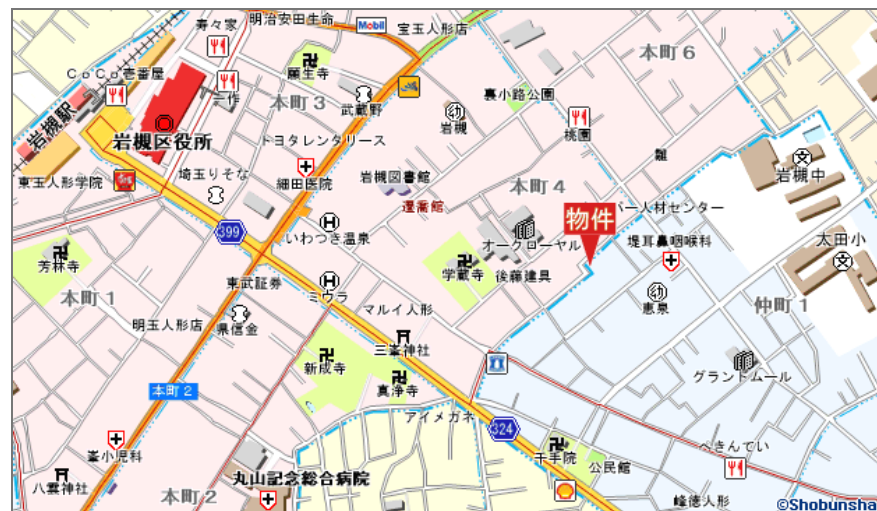 寿々家
明治安田生命
Mobil
宝玉人形店
本町6
CoCo壱番屋
願生寺
裏小路公園
一作
本町3
武蔵野
岩槻
桃園
岩槻駅
岩槻区役所
トヨタレンタリース
雛
岩槻中
東玉人形学院
埼玉りそな
細田医院
岩槻図書館
本町4
還喬館
物件
バー人材センター
399
いわつき温泉
オークローヤル
堤耳鼻咽喉科
太田小
芳林寺
東武証券
学蔵寺
後藤建具
本町1
ミウラ
マルイ人形
恵泉
仲町1
明玉人形店
県信金
三峯神社
新成寺
グランドムール
本町2
真浄寺
アイメガネ
324
千手院
公民館
ぺきんてい
峯小児科
八雲神社
丸山記念総合病院
本町2
峰徳人形
©Shobunsha